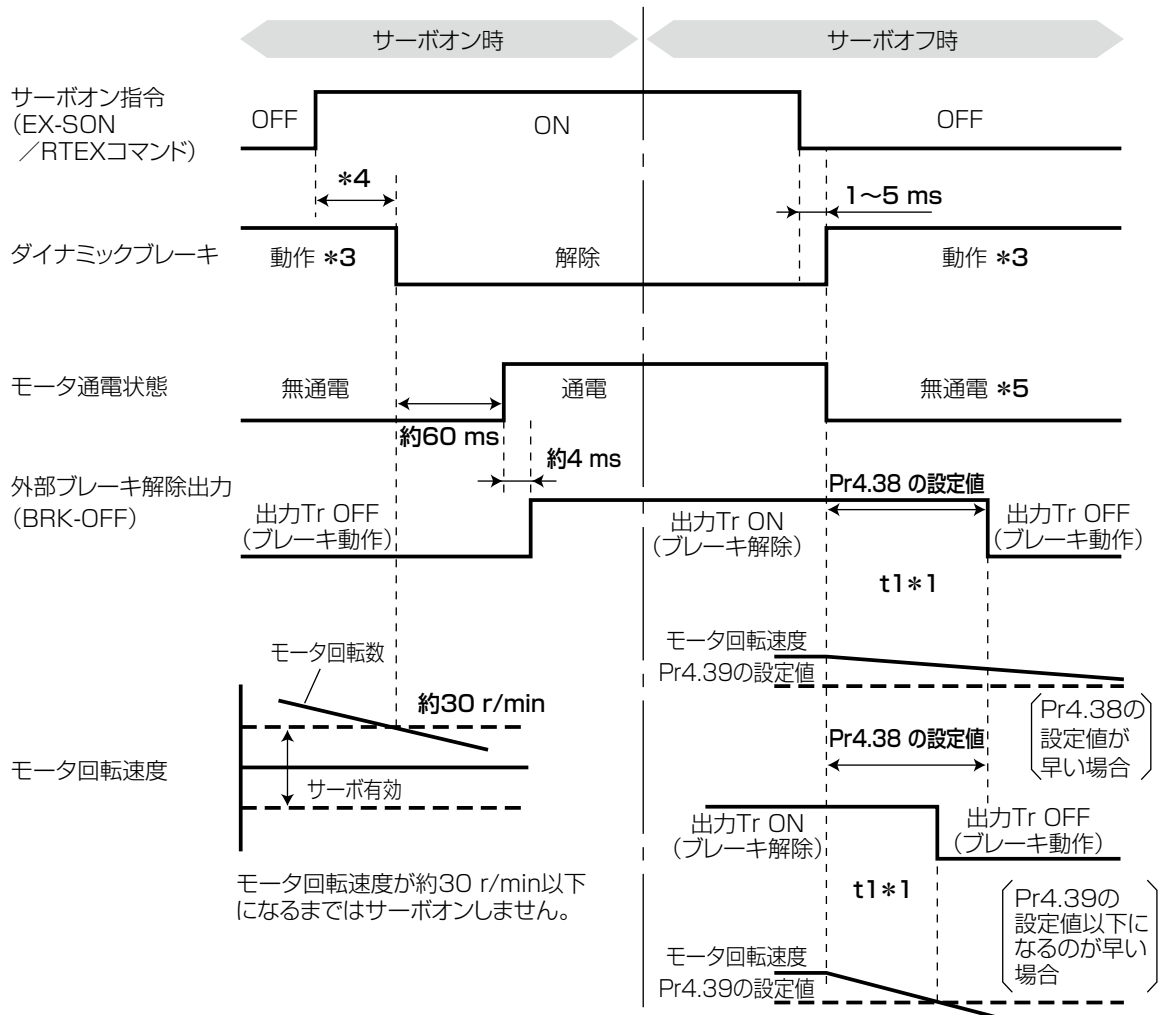 サーボオン時
サーボオフ時
サーボオン指令
(EX-SON
/RTEXコマンド)
OFF
ON
OFF
*4
1~5 ms
ダイナミックブレーキ
動作 *3
解除
動作 *3
モータ通電状態
無通電
通電
無通電 *5
約60 ms
約4 ms
外部ブレーキ解除出力
(BRK-OFF)
出力Tr OFF
(ブレーキ動作)
出力Tr ON
(ブレーキ解除)
Pr4.38 の設定値
出力Tr OFF
(ブレーキ動作)
t1*1
モータ回転速度
Pr4.39の設定値
Pr4.38の
設定値が
早い場合
モータ回転速度
モータ回転数
約30 r/min
サーボ有効
モータ回転速度が約30 r/min以下
になるまではサーボオンしません。
Pr4.38 の設定値
出力Tr ON
(ブレーキ解除)
出力Tr OFF
(ブレーキ動作)
t1*1
モータ回転速度
Pr4.39の設定値
Pr4.39の
設定値以下に
なるのが早い
場合